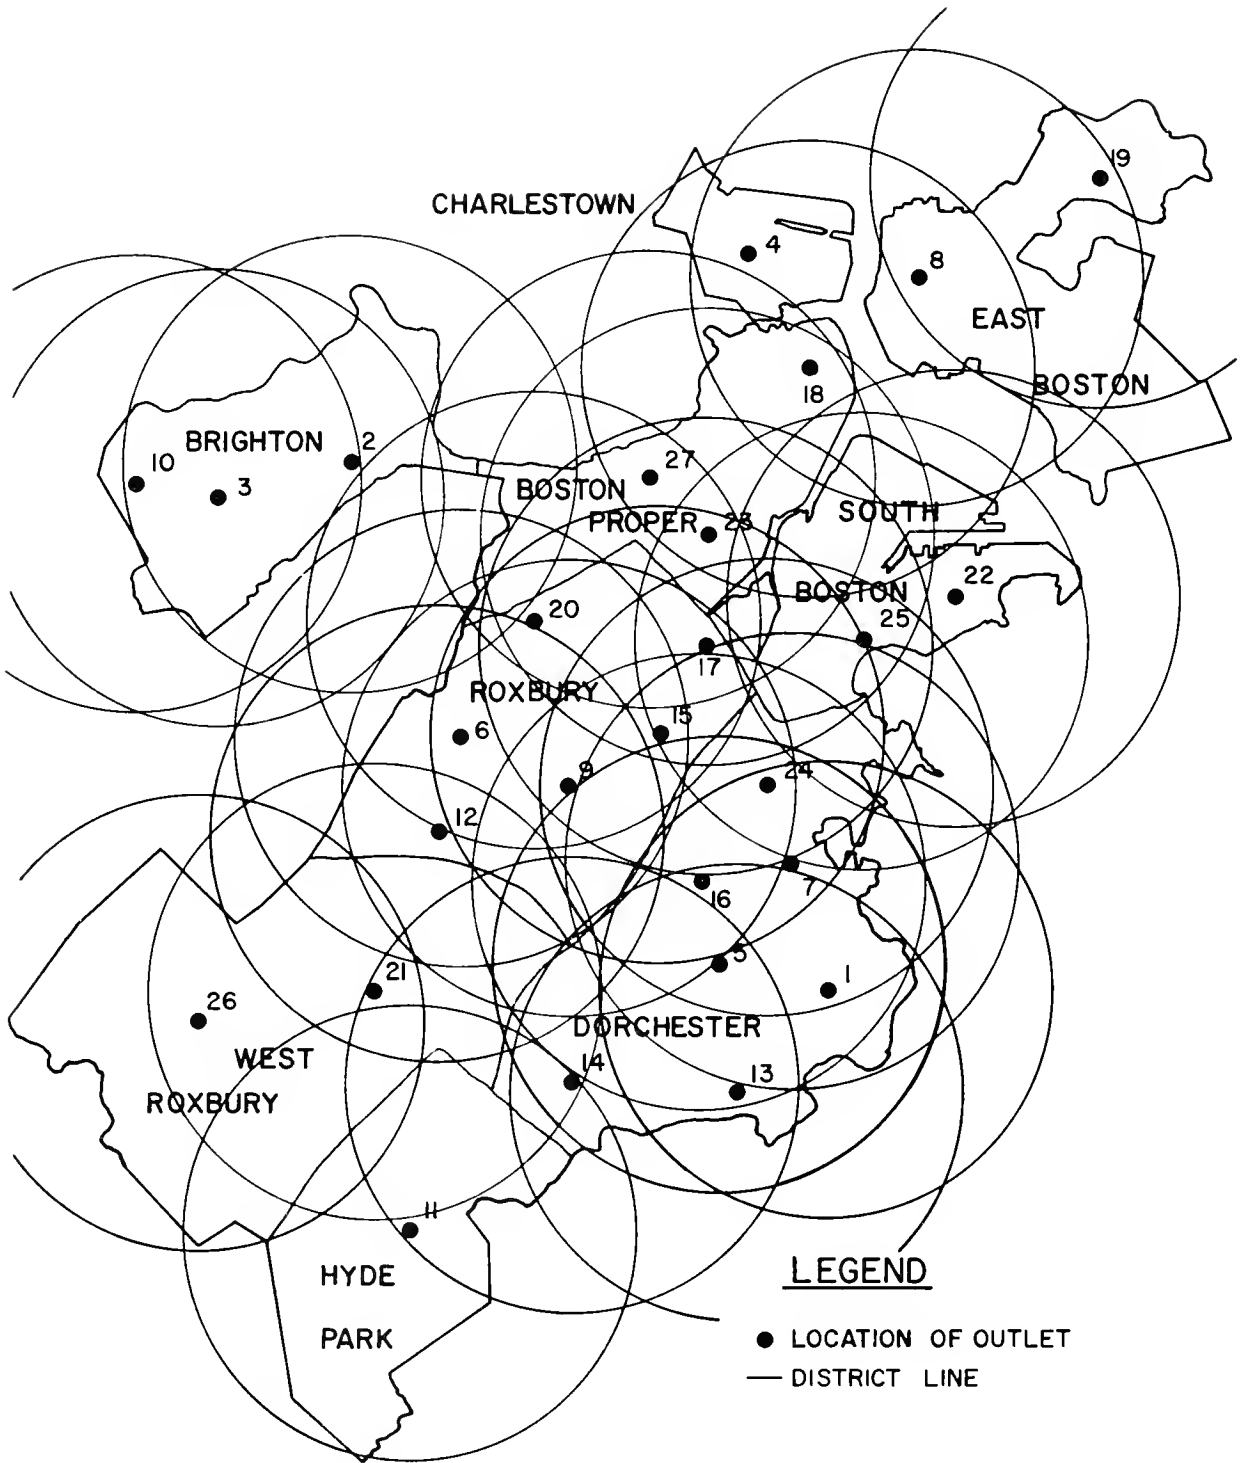 19
CHARLESTOWN
4
8
EAST
BOSTON
18
BRIGHTON
2
10
3
27
BOSTON
PROPER
23
SOUTH
BOSTON
22
25
20
17
ROXBURY
6
15
9
24
12
16
7
5
21
1
26
DORCHESTER
WEST
ROXBURY
14
13
11
HYDE
PARK
LEGEND
LOCATION OF OUTLET
DISTRICT LINE